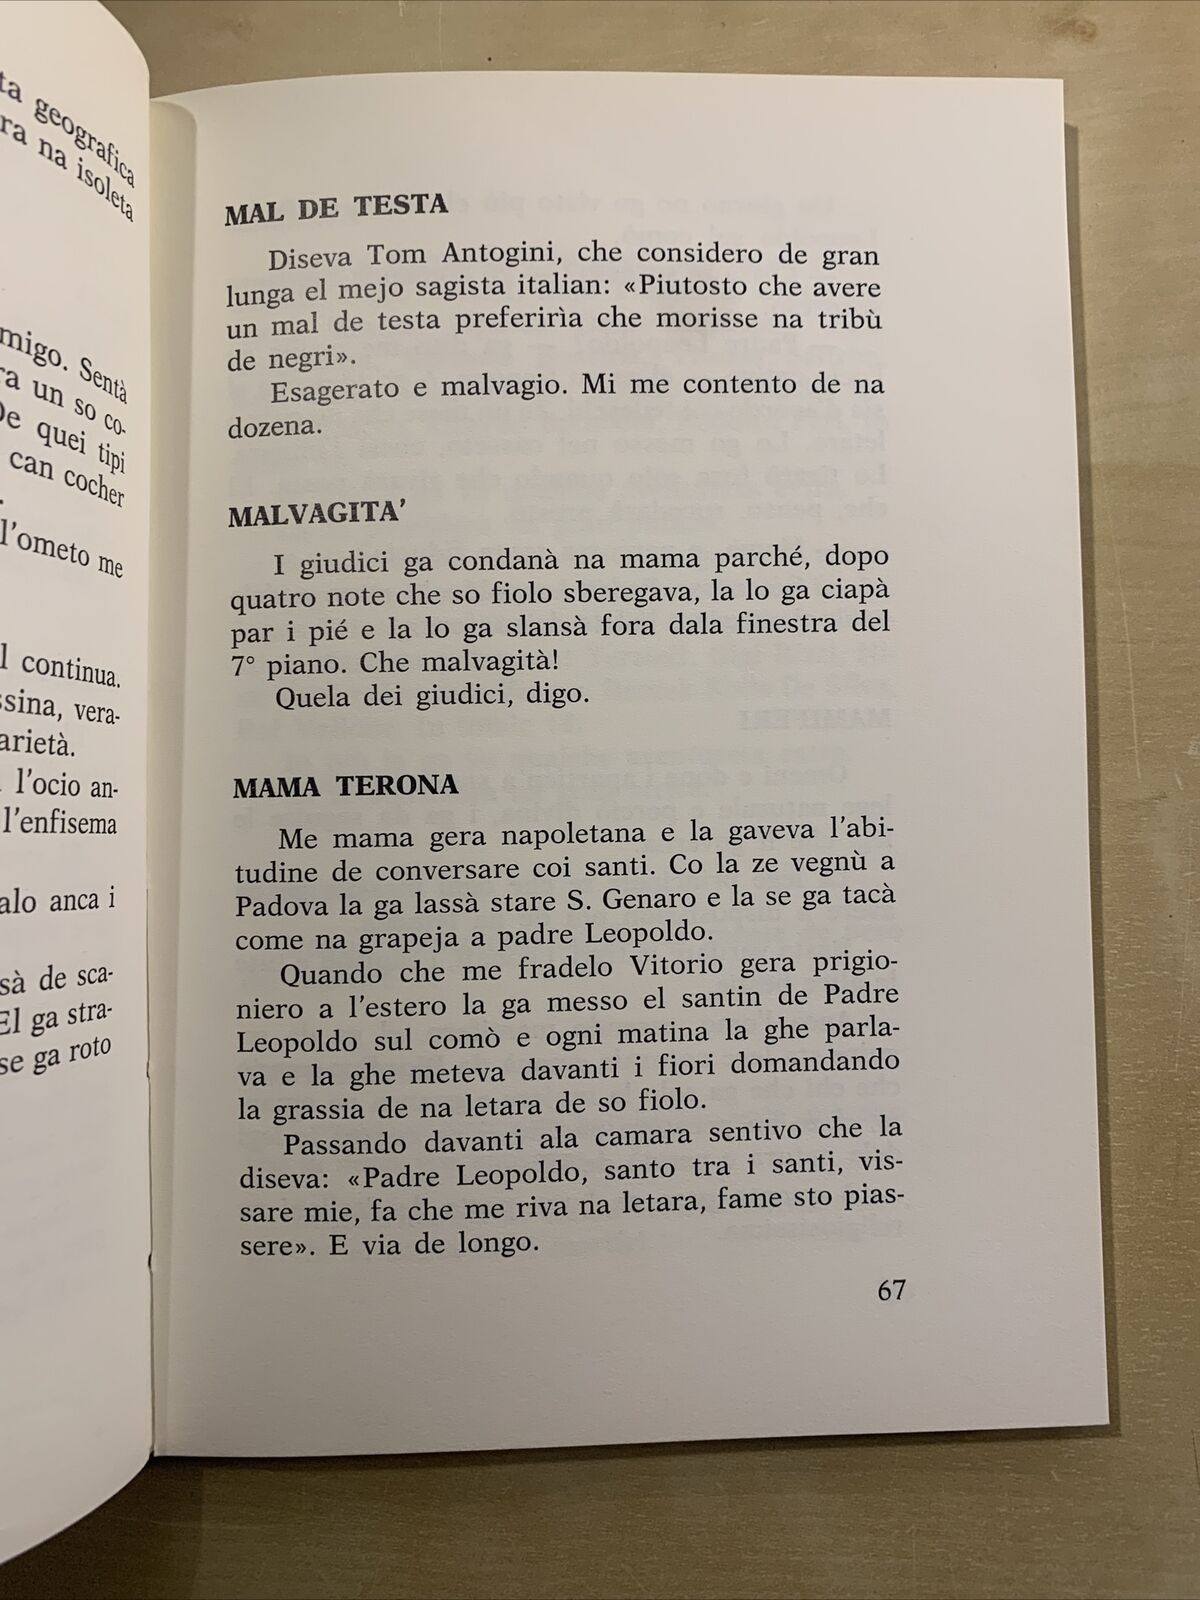 ta geografica
ra na isoleta
migo. Sentà
ra un so co-
De quei tipi
can cocher
l'ometo me
l continua.
ssina, vera-
arietà.
l'ocio an-
l'enfisema
alo anca i
sà de sca-
El ga stra-
se ga roto
MAL DE TESTA
Diseva Tom Antogini, che considero de gran
lunga el mejo sagista italian: «Piutosto che avere
un mal de testa preferirìa che morisse na tribù
de negri».
Esagerato e malvagio. Mi me contento de na
dozena.
MALVAGITA'
I giudici ga condanà na mama parché, dopo
quatro note che so fiolo sberegava, la lo ga ciapà
par i pié e la lo ga slansà fora dala finestra del
7° piano. Che malvagità!
Quela dei giudici, digo.
MAMA TERONA
Me mama gera napoletana e la gaveva l'abi-
tudine de conversare coi santi. Co la ze vegnù a
Padova la ga lassà stare S. Genaro e la se ga tacà
come na grapeja a padre Leopoldo.
Quando che me fradelo Vitorio gera prigio-
niero a l'estero la ga messo el santin de Padre
Leopoldo sul comò e ogni matina la ghe parla-
va e la ghe meteva davanti i fiori domandando
la grassia de na letara de so fiolo.
Passando davanti ala camara sentivo che la
diseva: «Padre Leopoldo, santo tra i santi, vis-
sare mie, fa che me riva na letara, fame sto pias-
sere». E via de longo.
67